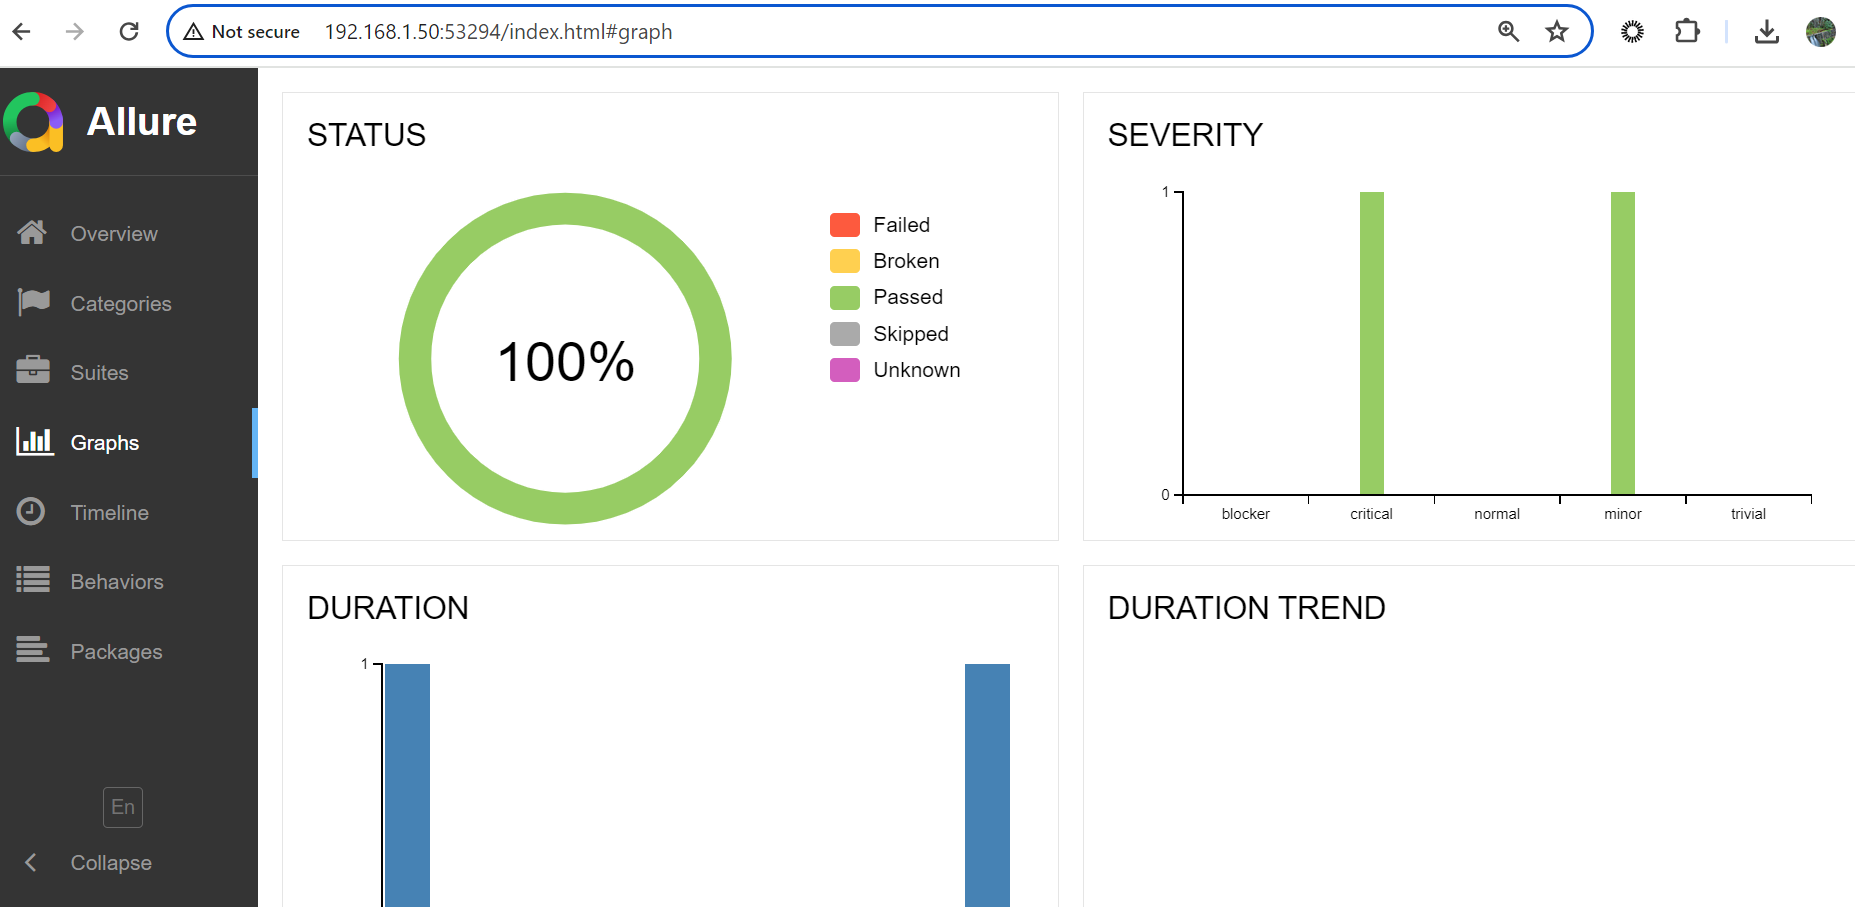 Not secure 192.168.1.50:53294/index.html#graph
Allure
Overview
Categories
Suites
Graphs
Timeline
Behaviors
Packages
En
Collapse
STATUS
100%
Failed
Broken
Passed
Skipped
Unknown
SEVERITY
1
0
blocker critical normal minor trivial
DURATION
1
DURATION TREND